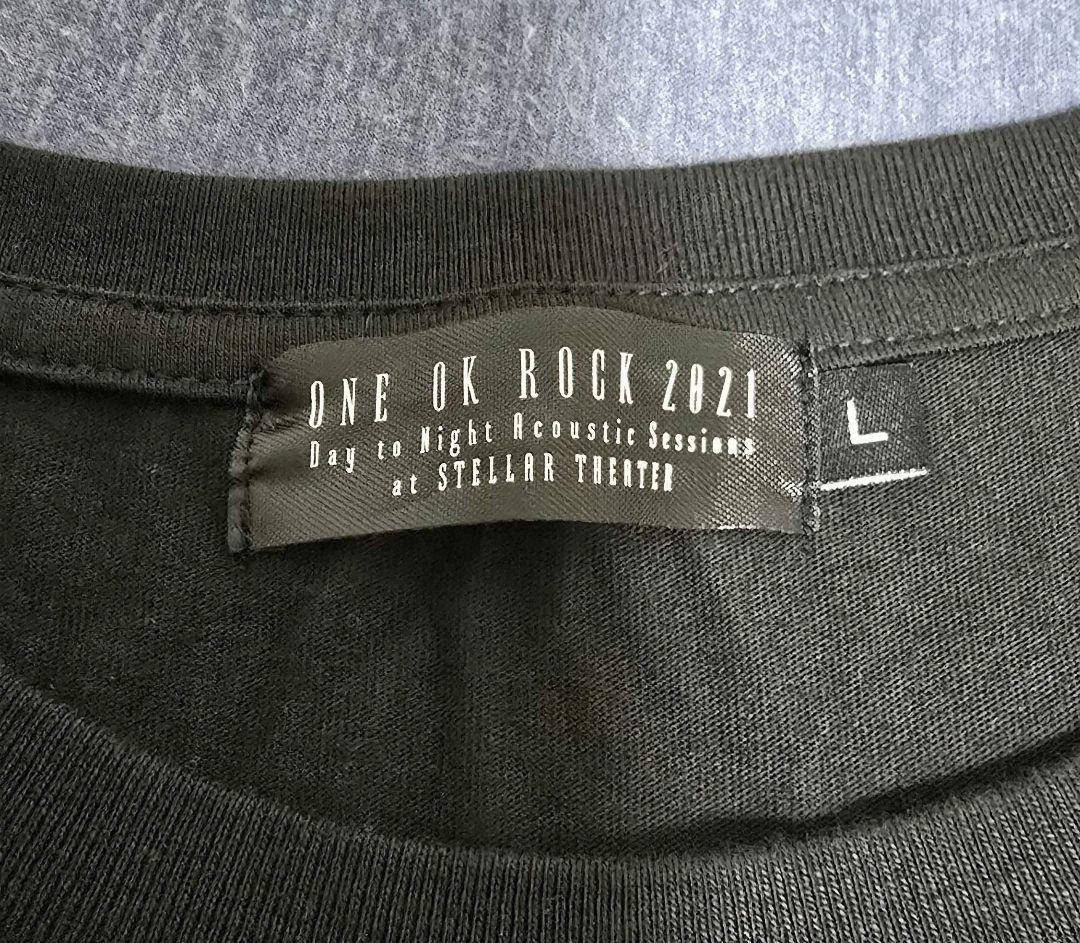 ONE OK ROCK 2021
Day to Night Acoustic Sessions
at STELLAR THEATER
L